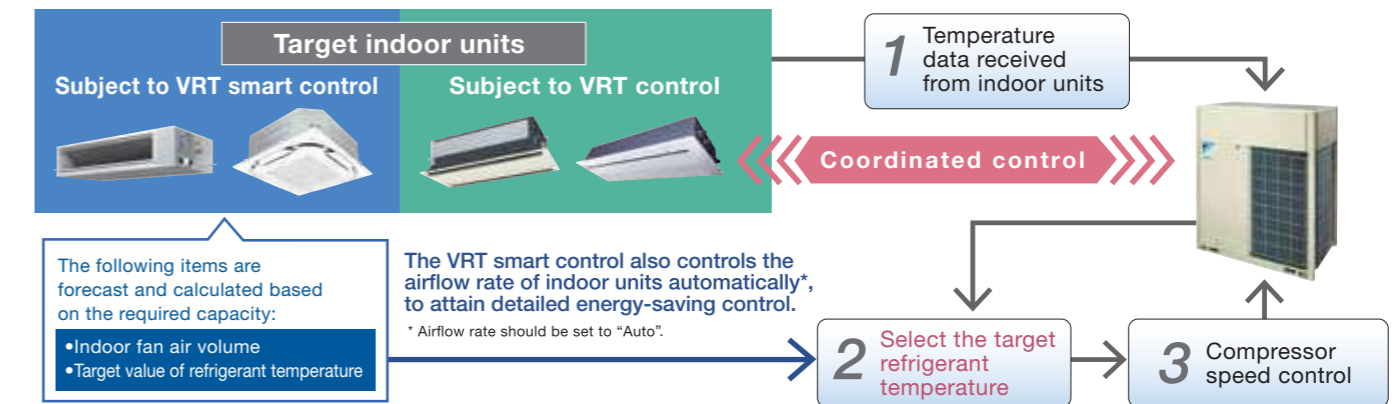 Target indoor units
Subject to VRT smart control
Subject to VRT control
1
Temperature
data received
from indoor units
Coordinated control
The following items are
forecast and calculated based
on the required capacity:
•Indoor fan air volume
•Target value of refrigerant temperature
The VRT smart control also controls the
airflow rate of indoor units automatically*,
to attain detailed energy-saving control.
* Airflow rate should be set to “Auto”.
2
Select the target
refrigerant
temperature
3
Compressor
speed control